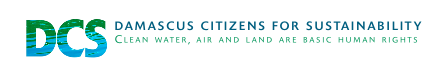 DCS
DAMASCUS CITIZENS FOR SUSTAINABILITY
CLEAN WATER, AIR AND LAND ARE BASIC HUMAN RIGHTS